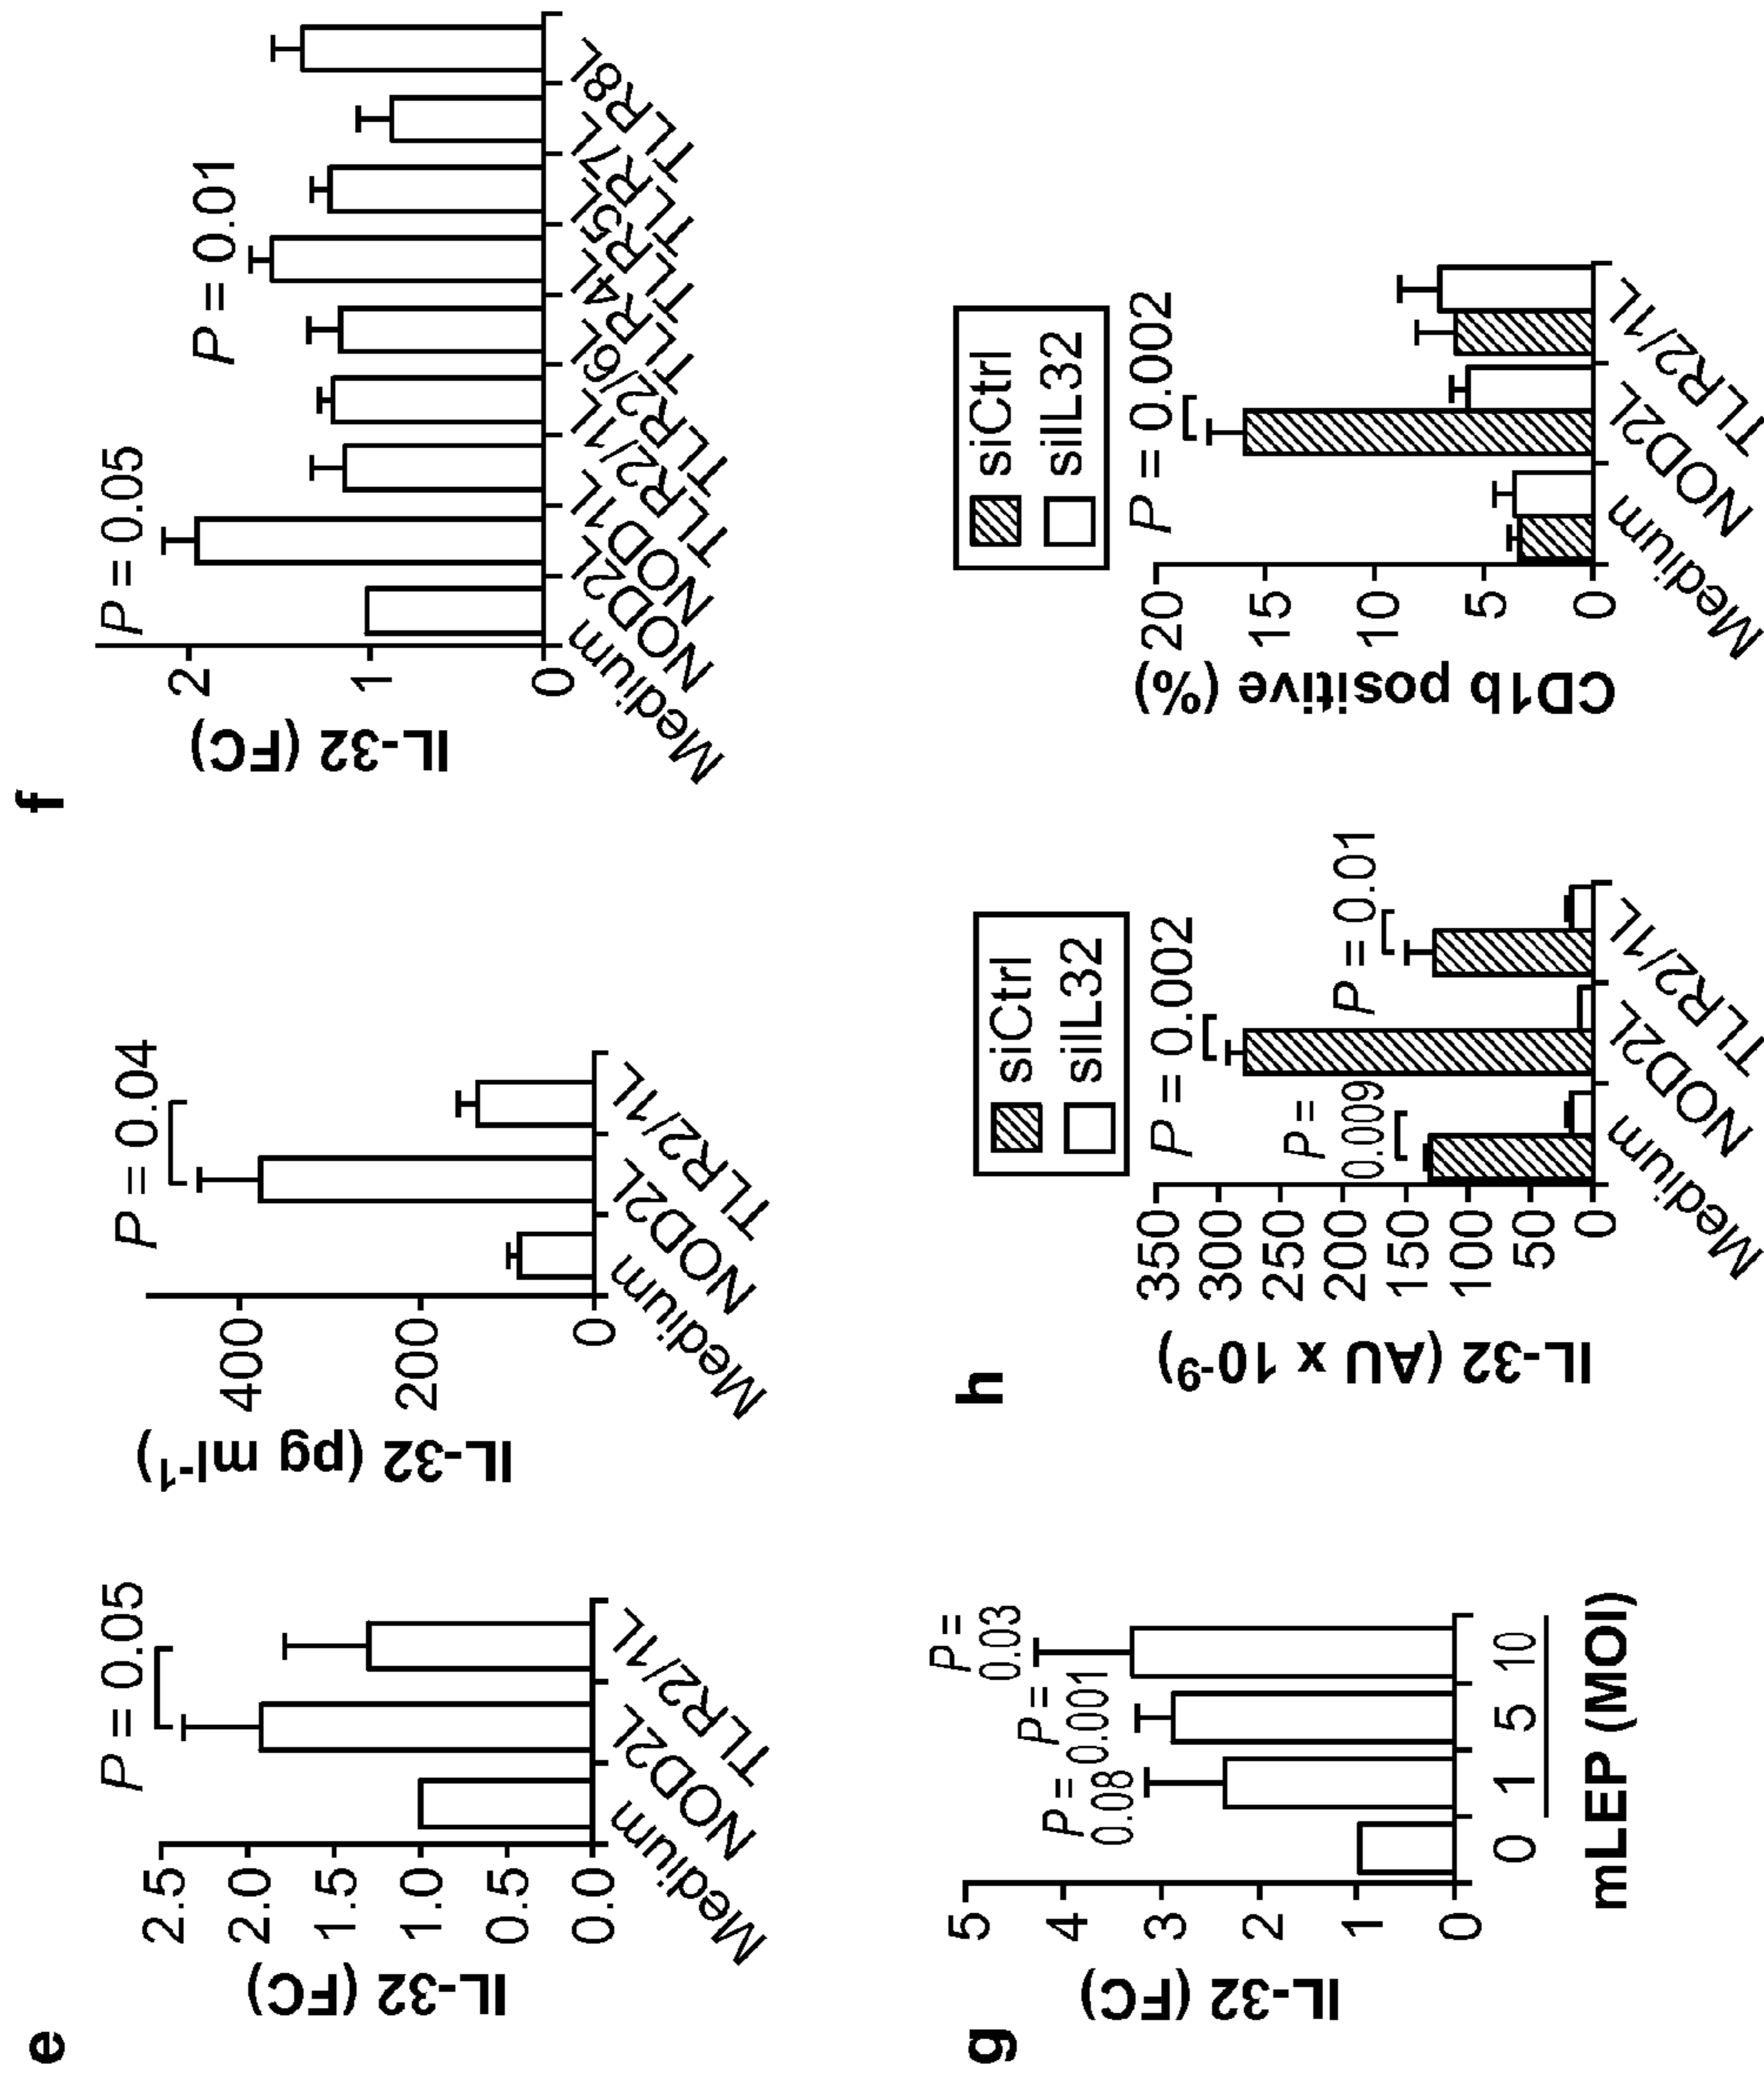 e
IL-32 (FC)
2.5
2.0
1.5
1.0
0.5
0.0
P = 0.05
Medium
NOD2L
TLR2/1L
IL-32 (pg ml-1)
400
200
0
P = 0.04
Medium
NOD2L
TLR2/1L
f
IL-32 (FC)
2
1
0
P = 0.05
P = 0.01
Medium
NOD2L
NOD1L
TLR2/1L
TLR2/6L
TLR4L
TLR5L
TLR7L
TLR8L
g
IL-32 (FC)
5
4
3
2
1
0
P =
0.08
P =
0.001
P =
0.03
0 1 5 10
mLEP (MOI)
h
siCtrl
siIL32
IL-32 (AU x 10-9)
350
300
250
200
150
100
50
0
P =
0.009
P = 0.002
P = 0.01
Medium
NOD2L
TLR2/1L
siCtrl
siIL32
CD1b positive (%)
20
15
10
5
0
P = 0.002
Medium
NOD2L
TLR2/1L